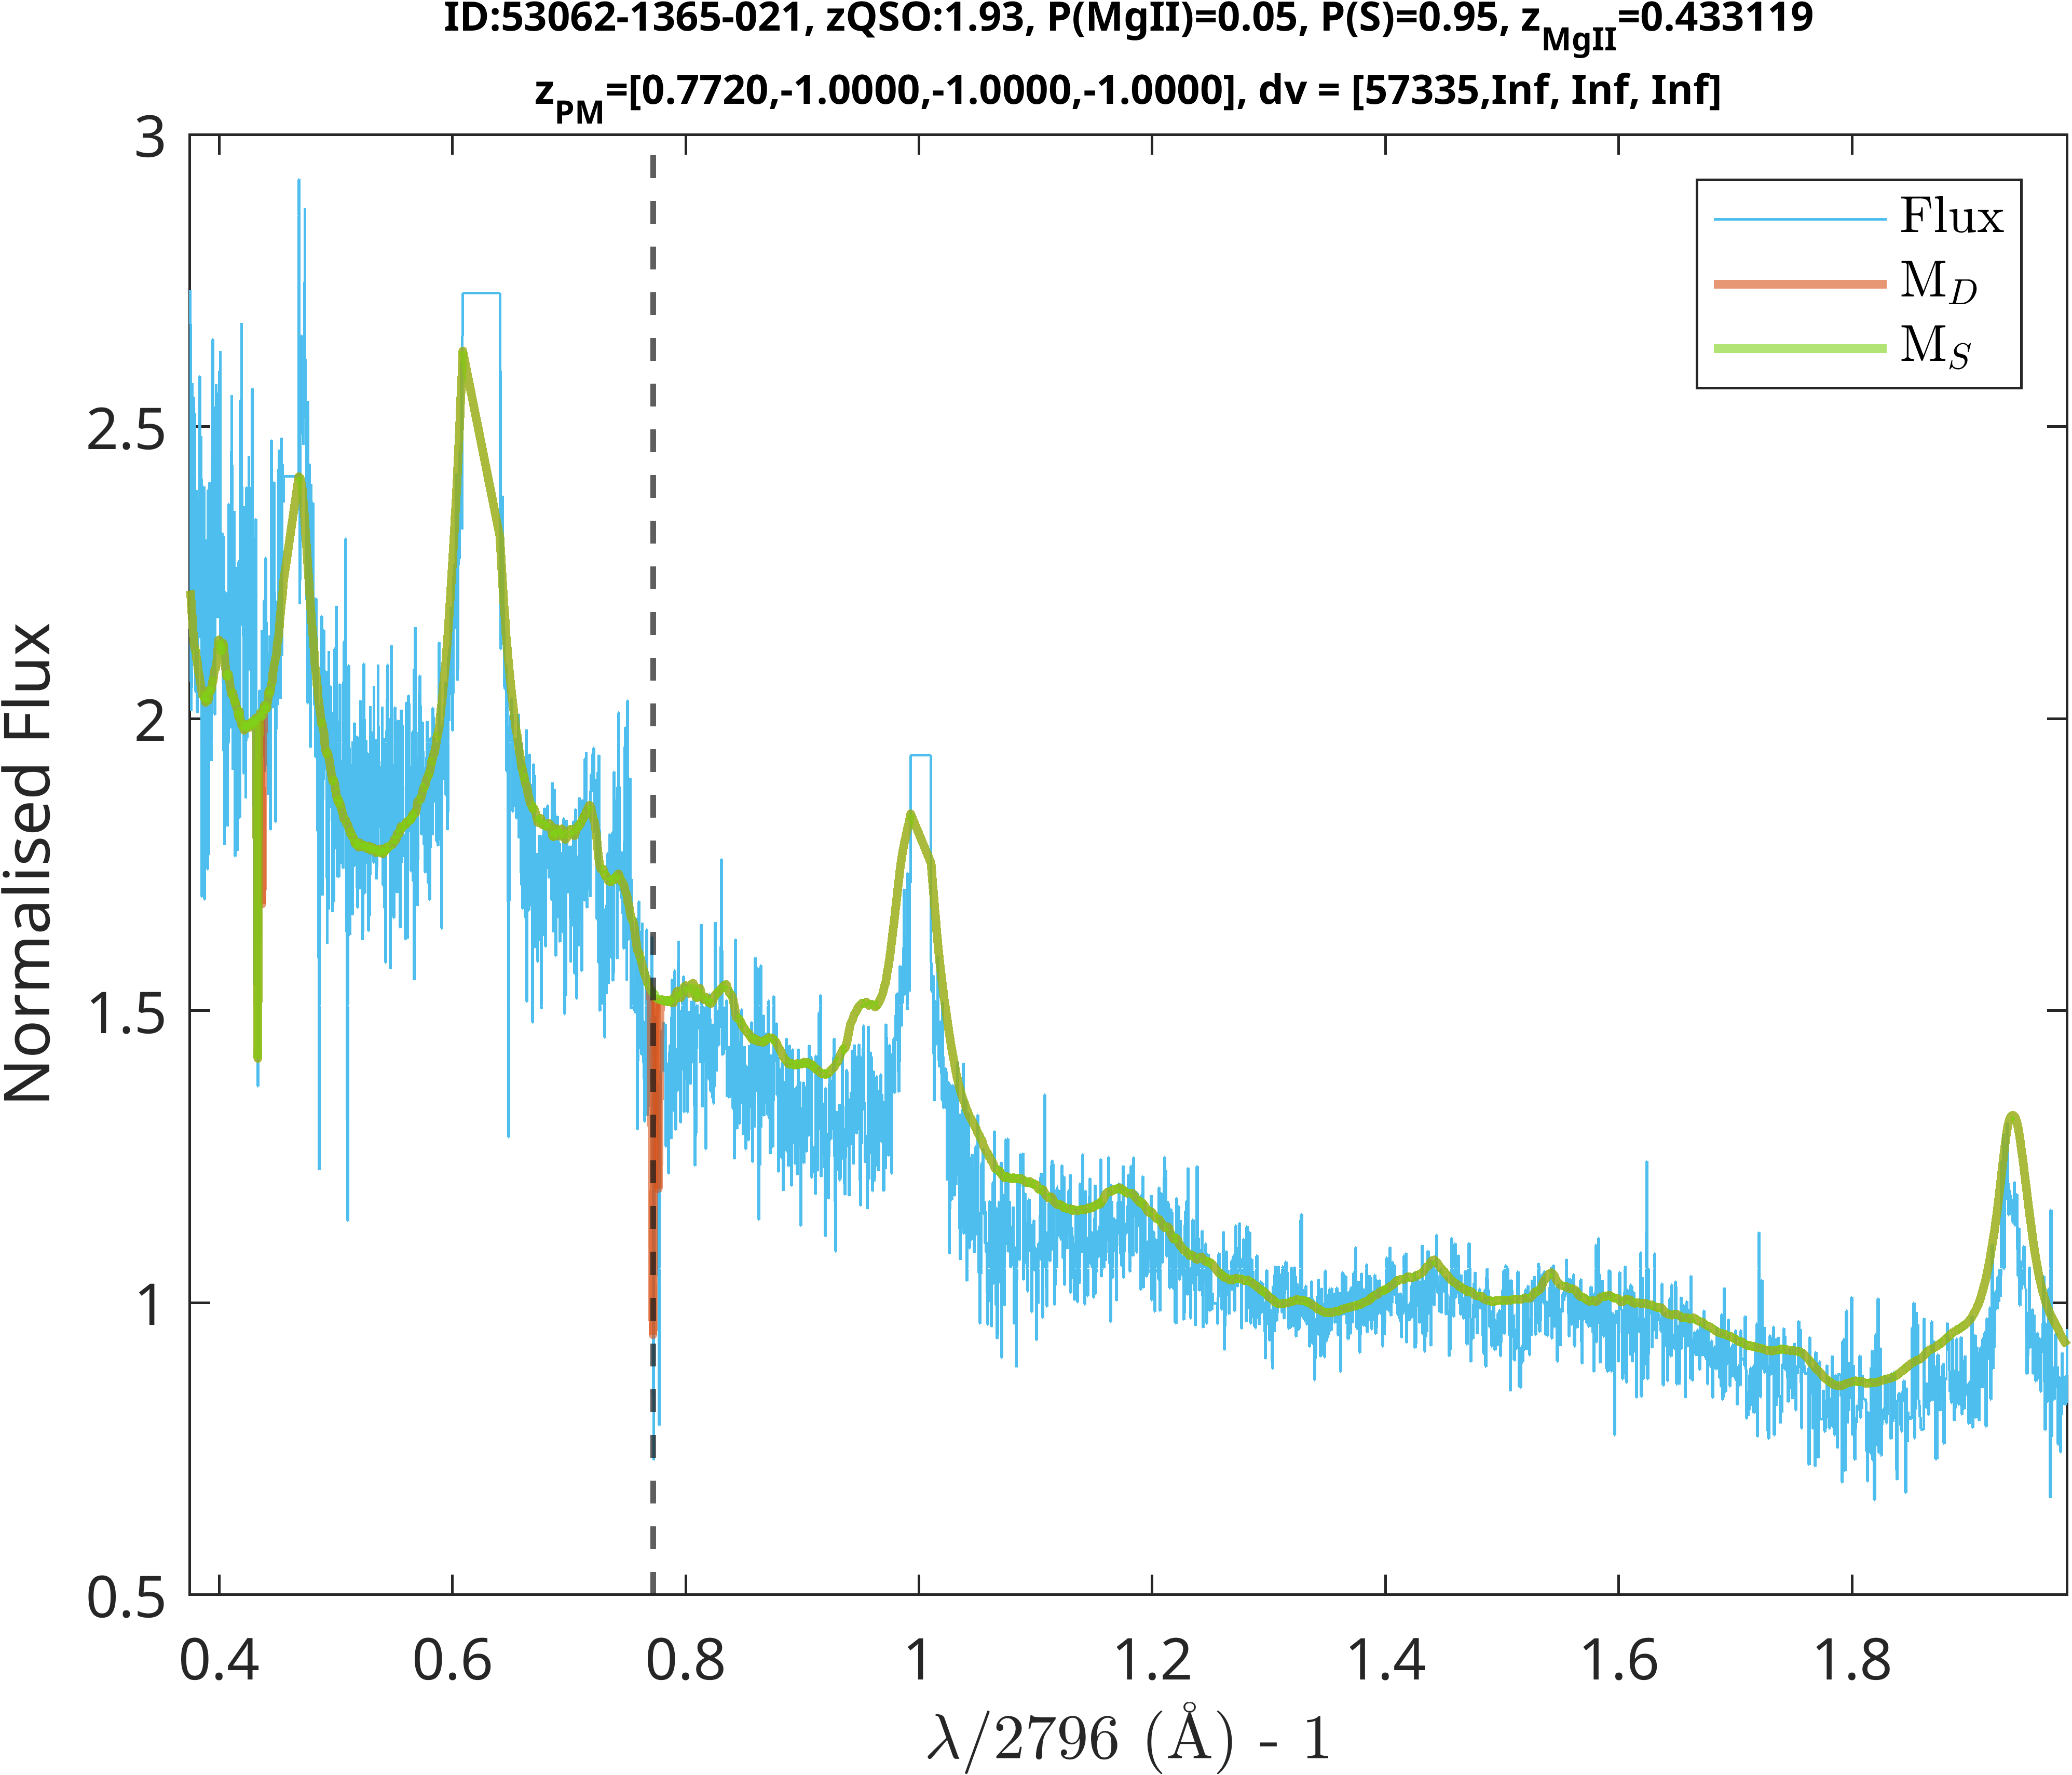 ID:53062-1365-021, zQSO:1.93, P(MgII)=0.05, P(S)=0.95, zMgII=0.433119
zPM=[0.7720,-1.0000,-1.0000,-1.0000], dv = [57335,Inf, Inf, Inf]
3
2.5
2
1.5
1
0.5
Normalised Flux
Flux
MD
MS
0.4 0.6 0.8 1 1.2 1.4 1.6 1.8
λ/2796 (Å) - 1